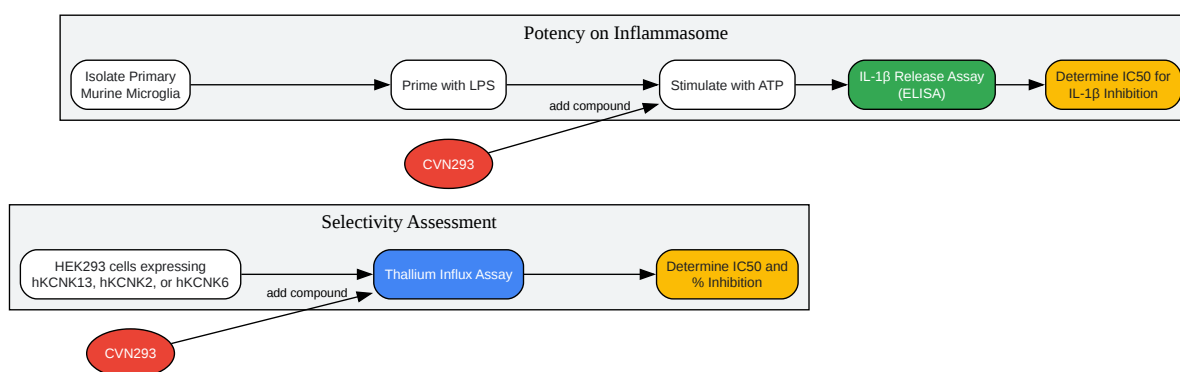 Potency on Inflammasome
Isolate Primary
Murine Microglia
Prime with LPS
Stimulate with ATP
IL-1β Release Assay
(ELISA)
Determine IC50 for
IL-1β Inhibition
add compound
CVN293
Selectivity Assessment
HEK293 cells expressing
hKCNK13, hKCNK2, or hKCNK6
Thallium Influx Assay
Determine IC50 and
% Inhibition
add compound
CVN293